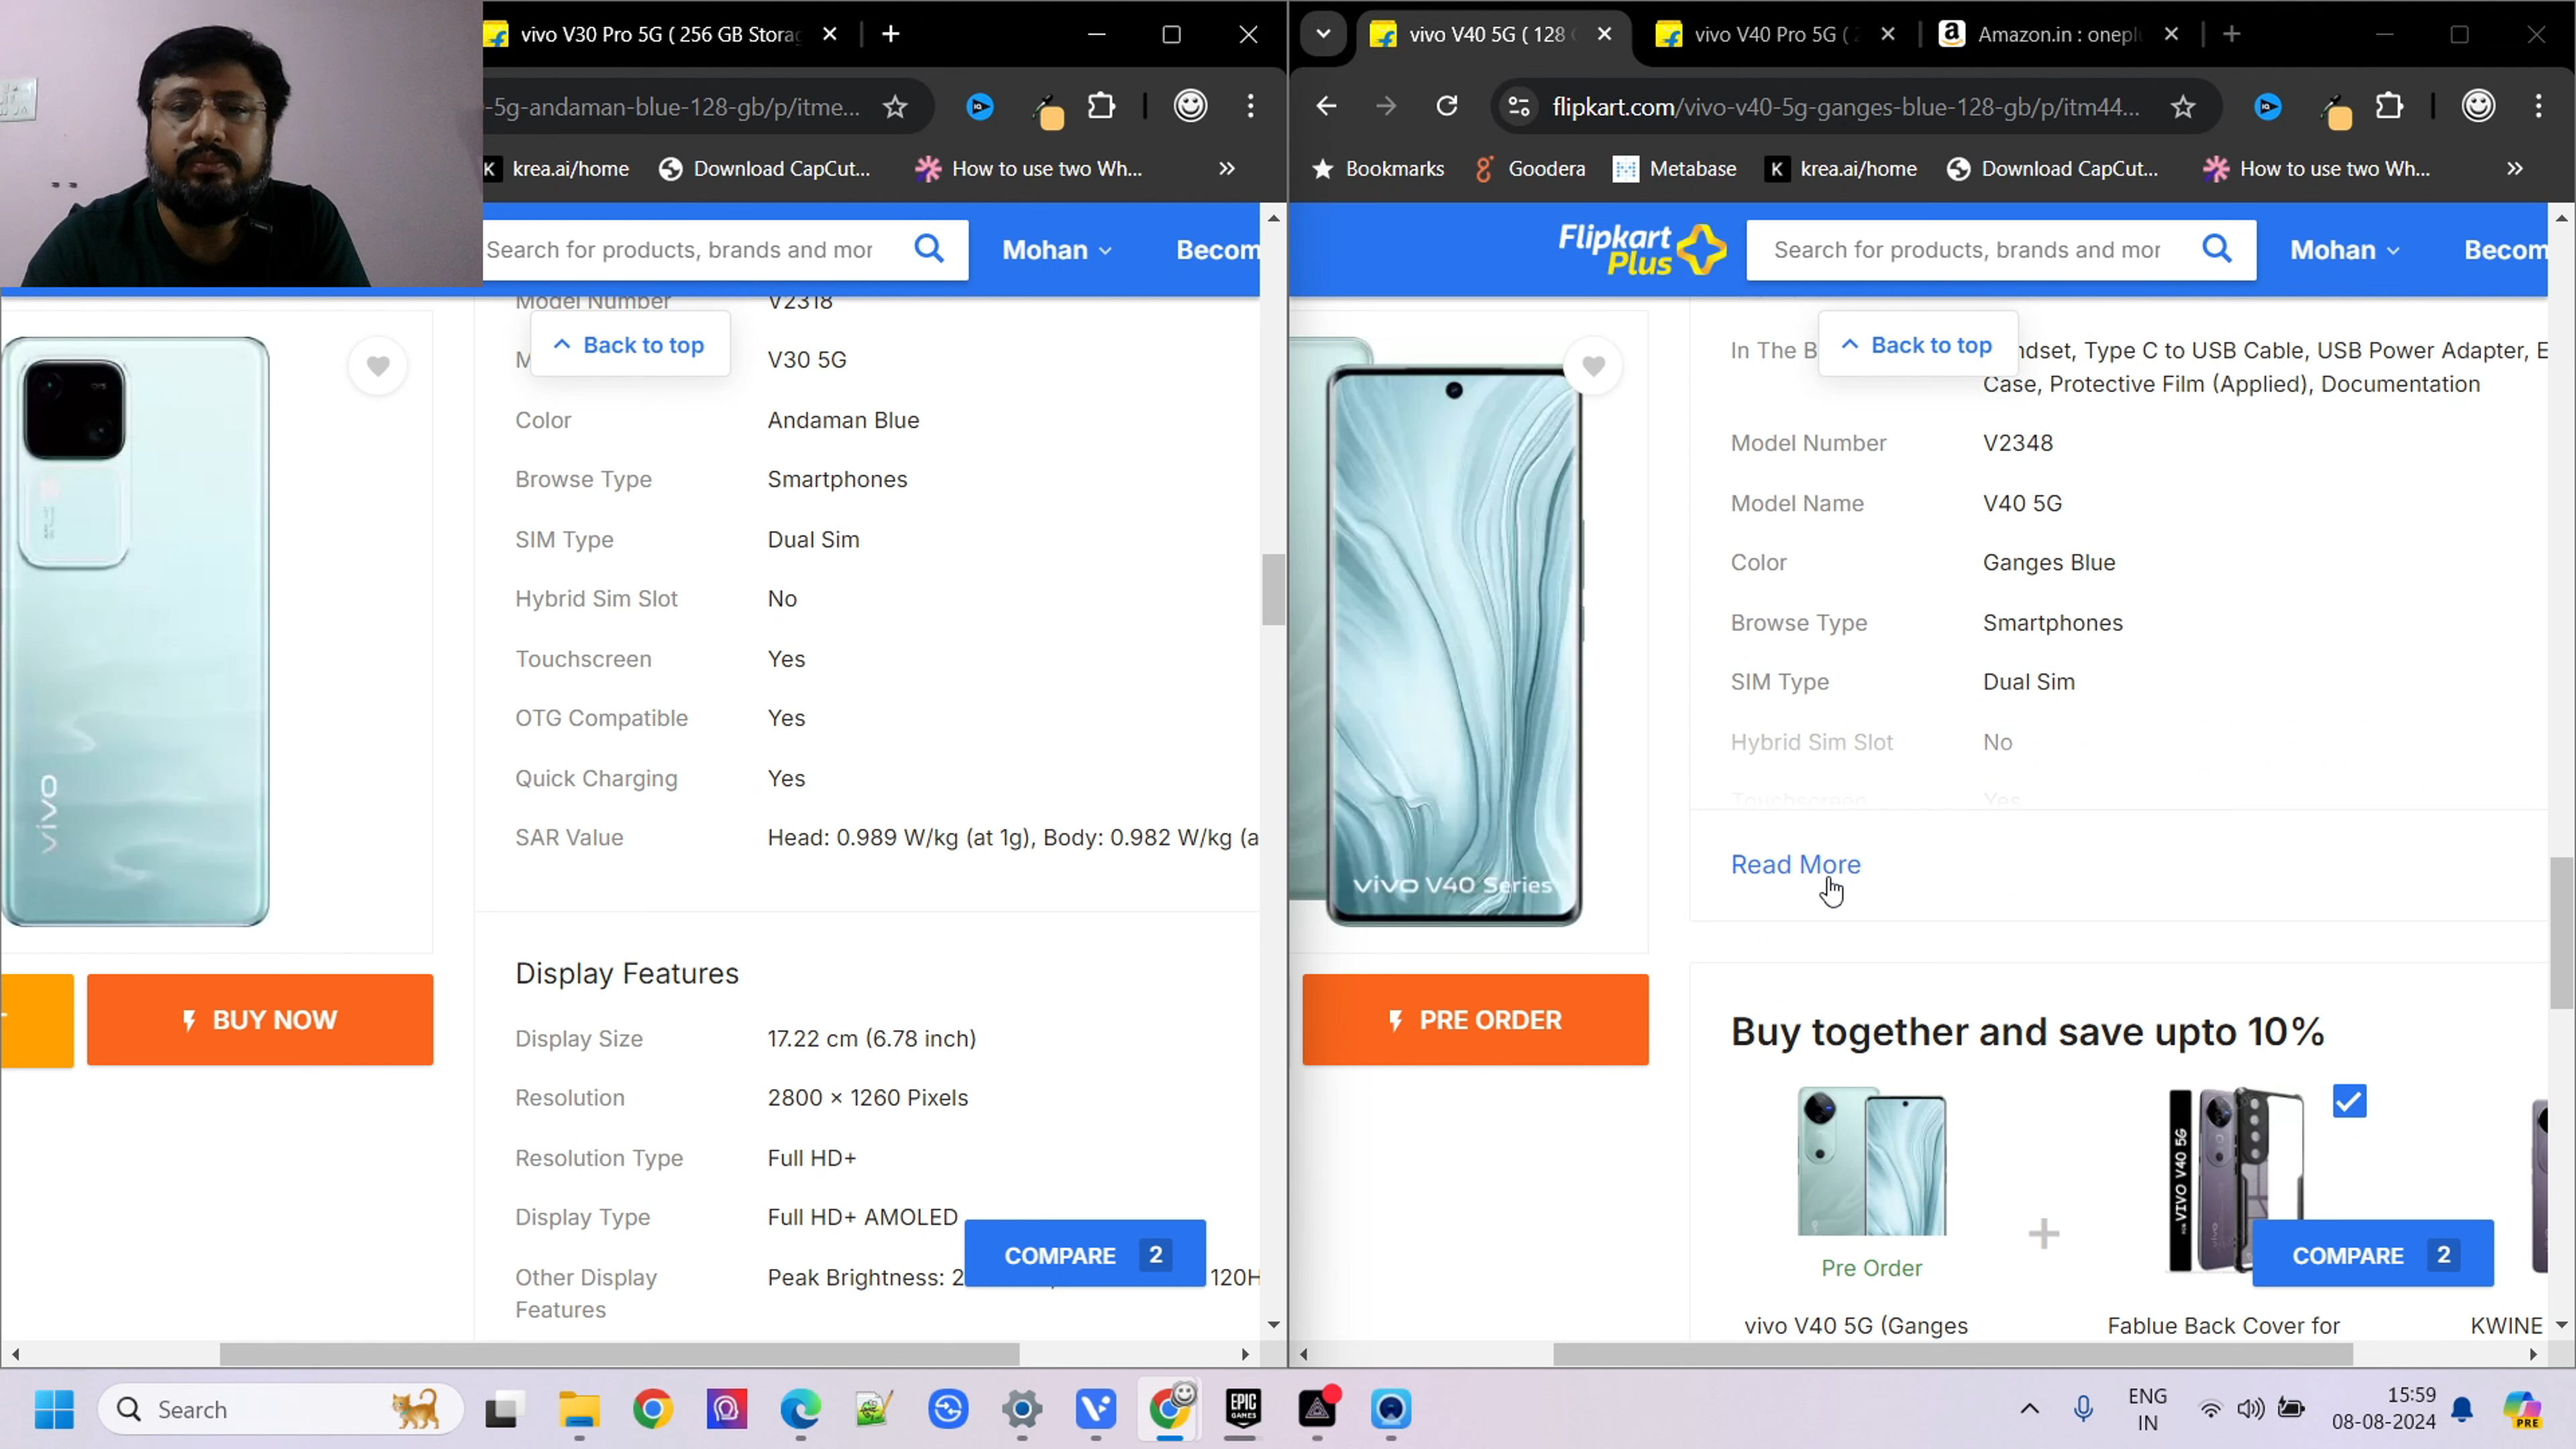 vivo V30 Pro 5G ( 256 GB Storag
-5g-andaman-blue-128-gb/p/itme...
krea.ai/home
Download CapCut...
How to use two Wh...
Search for products, brands and mor
Mohan
Becom
Model Number V2318
V30 5G
Back to top
Color Andaman Blue
Browse Type Smartphones
SIM Type Dual Sim
Hybrid Sim Slot No
Touchscreen Yes
OTG Compatible Yes
Quick Charging Yes
SAR Value Head: 0.989 W/kg (at 1g), Body: 0.982 W/kg (a
vivo
BUY NOW
Display Features
Display Size 17.22 cm (6.78 inch)
Resolution 2800 × 1260 Pixels
Resolution Type Full HD+
Display Type Full HD+ AMOLED
Other Display Peak Brightness: 2 120H
Features
COMPARE 2
vivo V40 5G ( 128
vivo V40 Pro 5G ( 2
Amazon.in : onepl
flipkart.com/vivo-v40-5g-ganges-blue-128-gb/p/itm44...
Bookmarks
Goodera
Metabase
krea.ai/home
Download CapCut...
How to use two Wh...
Flipkart
Plus
Search for products, brands and mor
Mohan
Becom
In The B ndset, Type C to USB Cable, USB Power Adapter, E
Case, Protective Film (Applied), Documentation
Back to top
Model Number V2348
Model Name V40 5G
Color Ganges Blue
Browse Type Smartphones
SIM Type Dual Sim
Hybrid Sim Slot No
Touchscreen Yes
Read More
vivo V40 Series
PRE ORDER
Buy together and save upto 10%
FOR VIVO V40 5G
Pre Order
COMPARE 2
vivo V40 5G (Ganges
Fablue Back Cover for
KWINE
Search
EPIC
GAMES
ENG
IN
15:59
08-08-2024
PRE